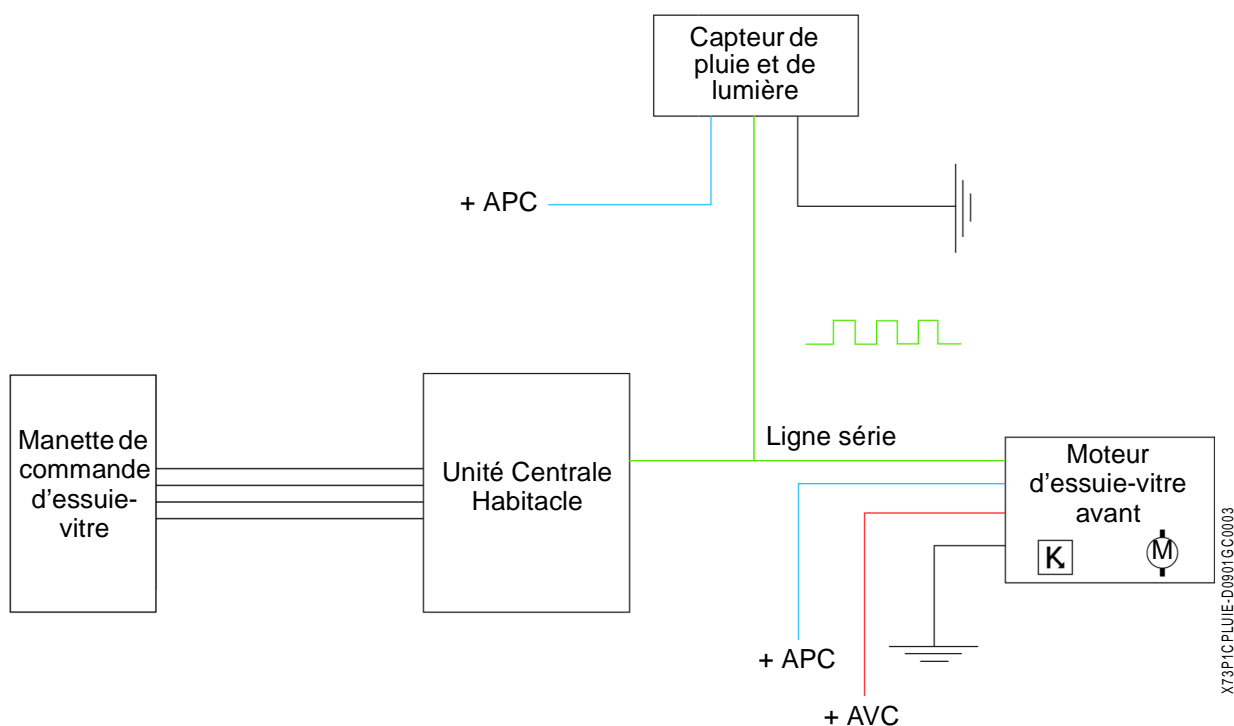 Capteur de
pluie et de
lumière
+ APC
Ligne série
Manette de
commande
d'essuie-
vitre
Unité Centrale
Habitacle
Moteur
d'essuie-vitre
avant
K
M
+ APC
+ AVC
X73P1CPLUIE-D0901GC0003